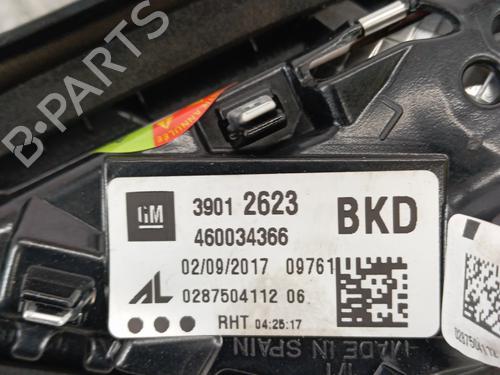 B-PARTS
ANNULÉE
GM
3901 2623
BKD
460034366
02/09/2017 09761
AL
0287504112 06
RHT 04:25:17
MADE IN SPAIN